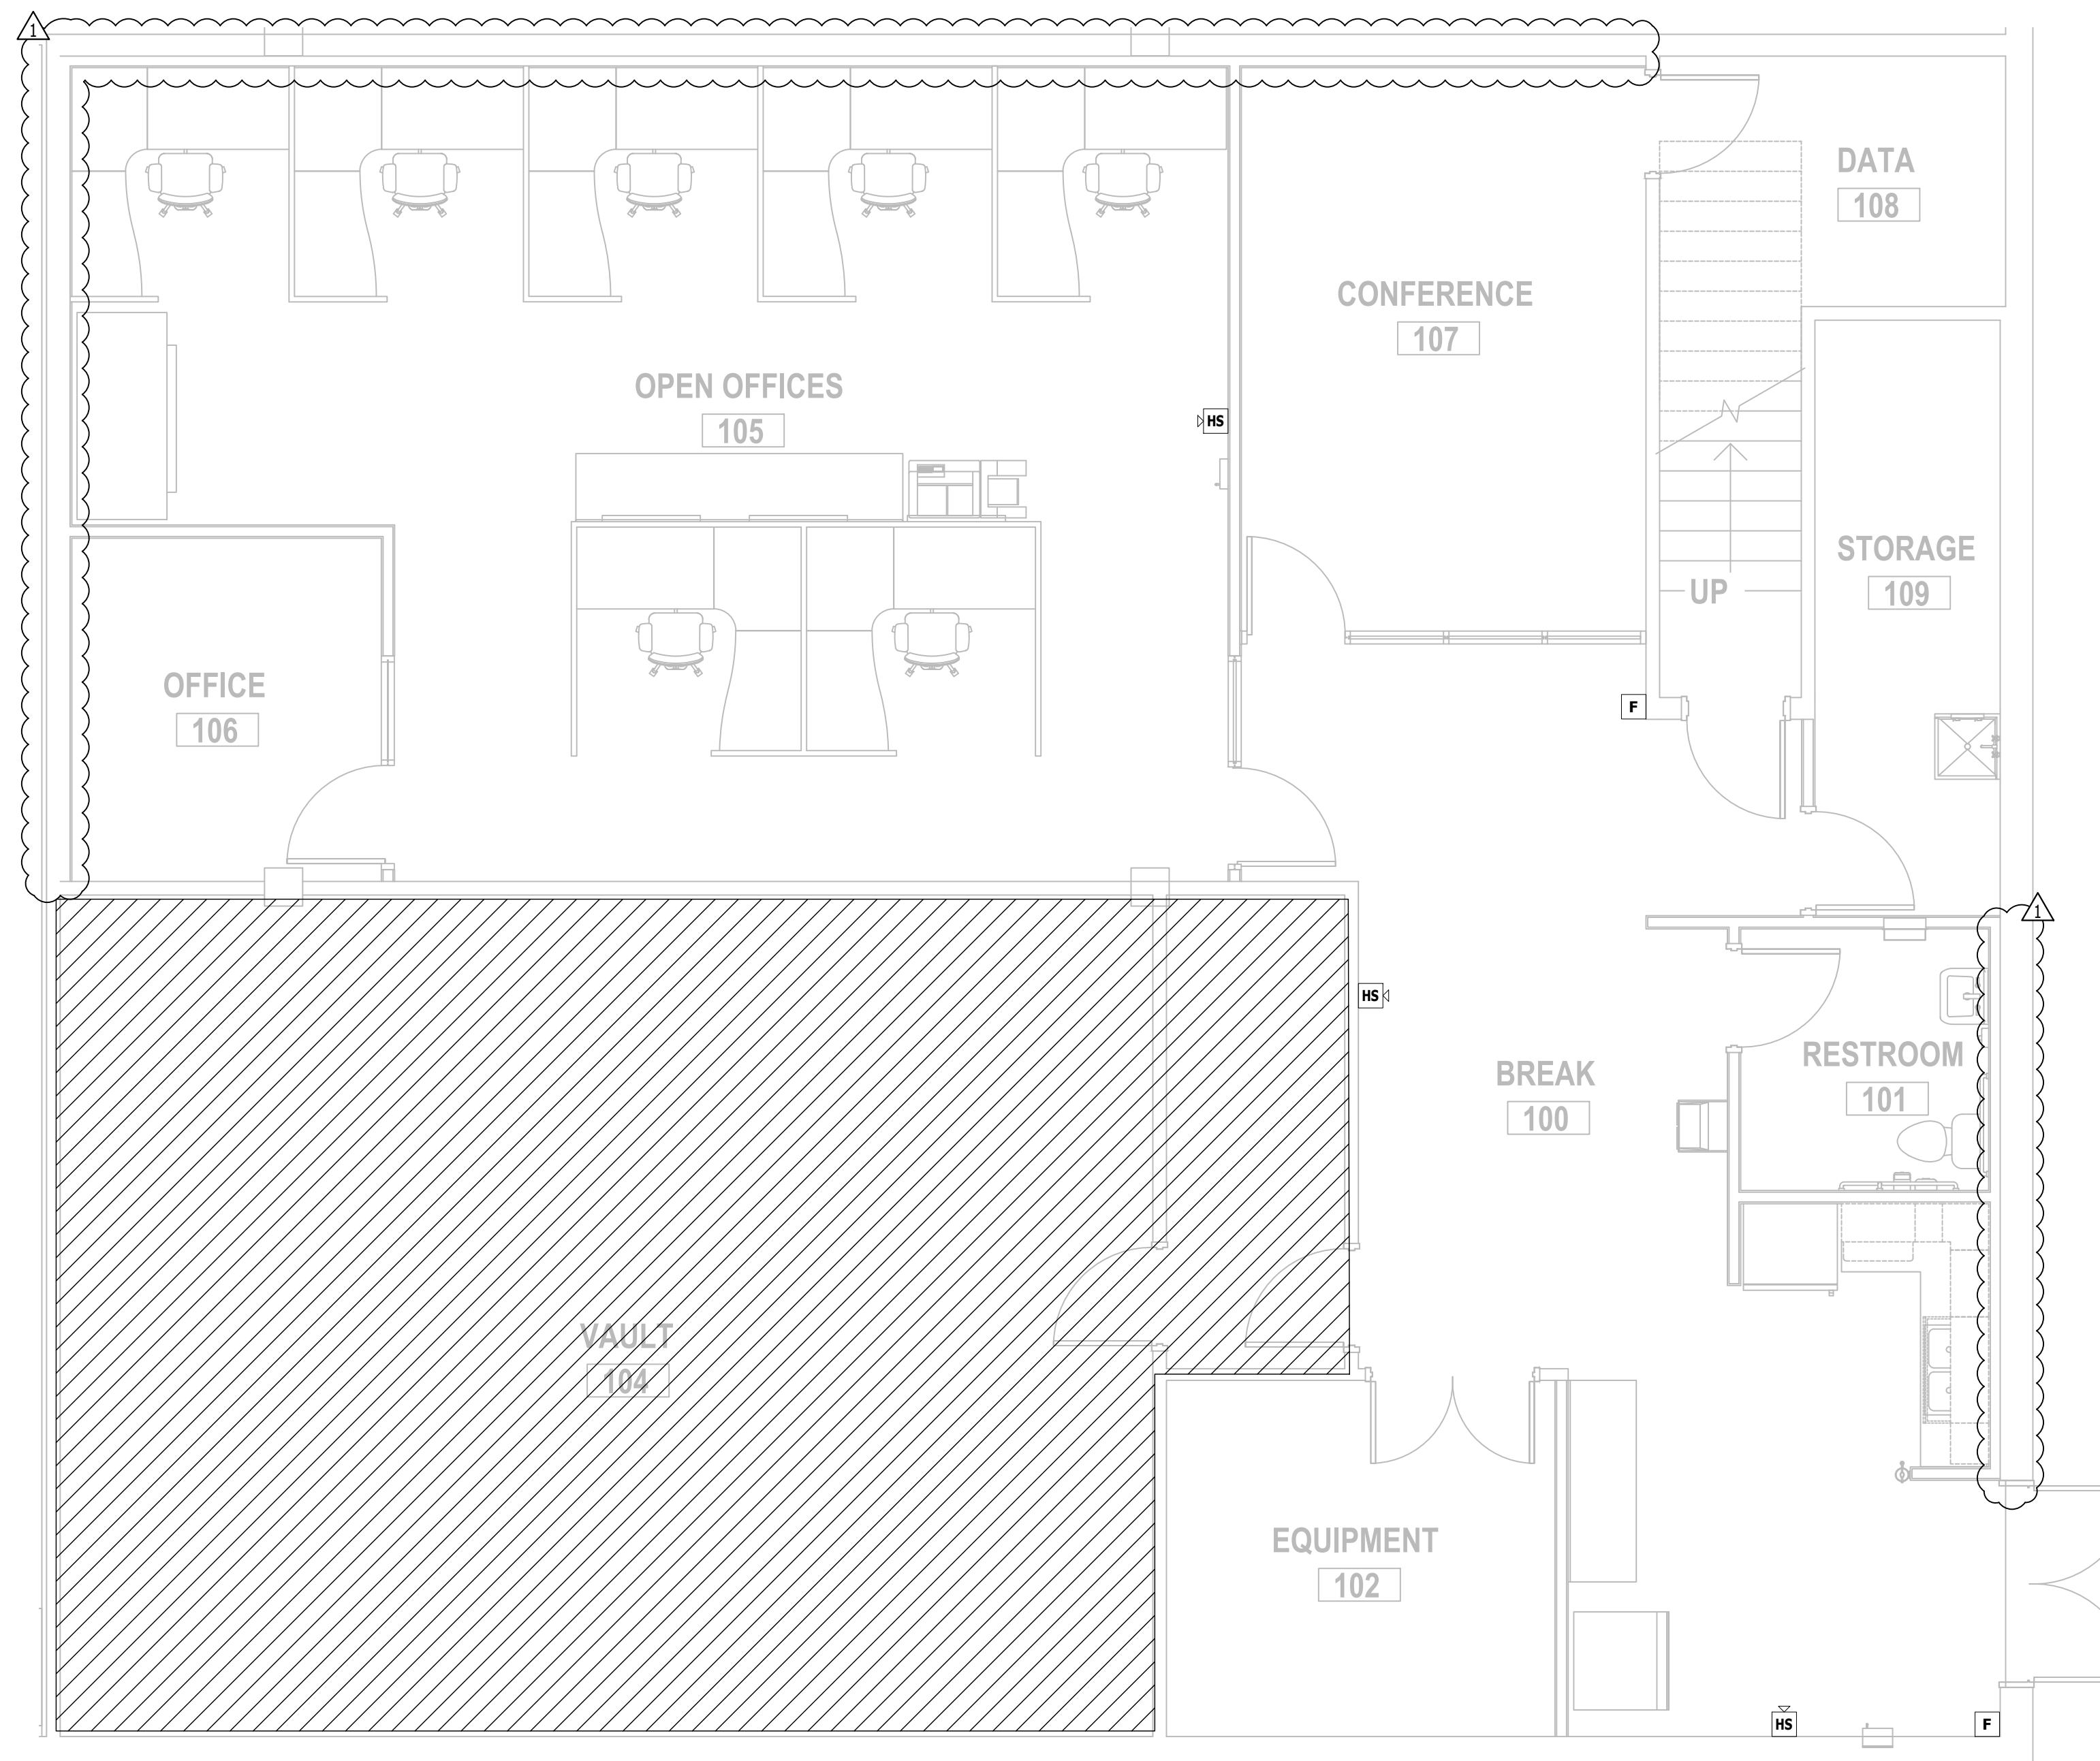 1
DATA
108
CONFERENCE
107
OPEN OFFICES
105
HS
STORAGE
109
UP
OFFICE
106
F
1
HS
RESTROOM
101
BREAK
100
VAULT
104
EQUIPMENT
102
HS
F